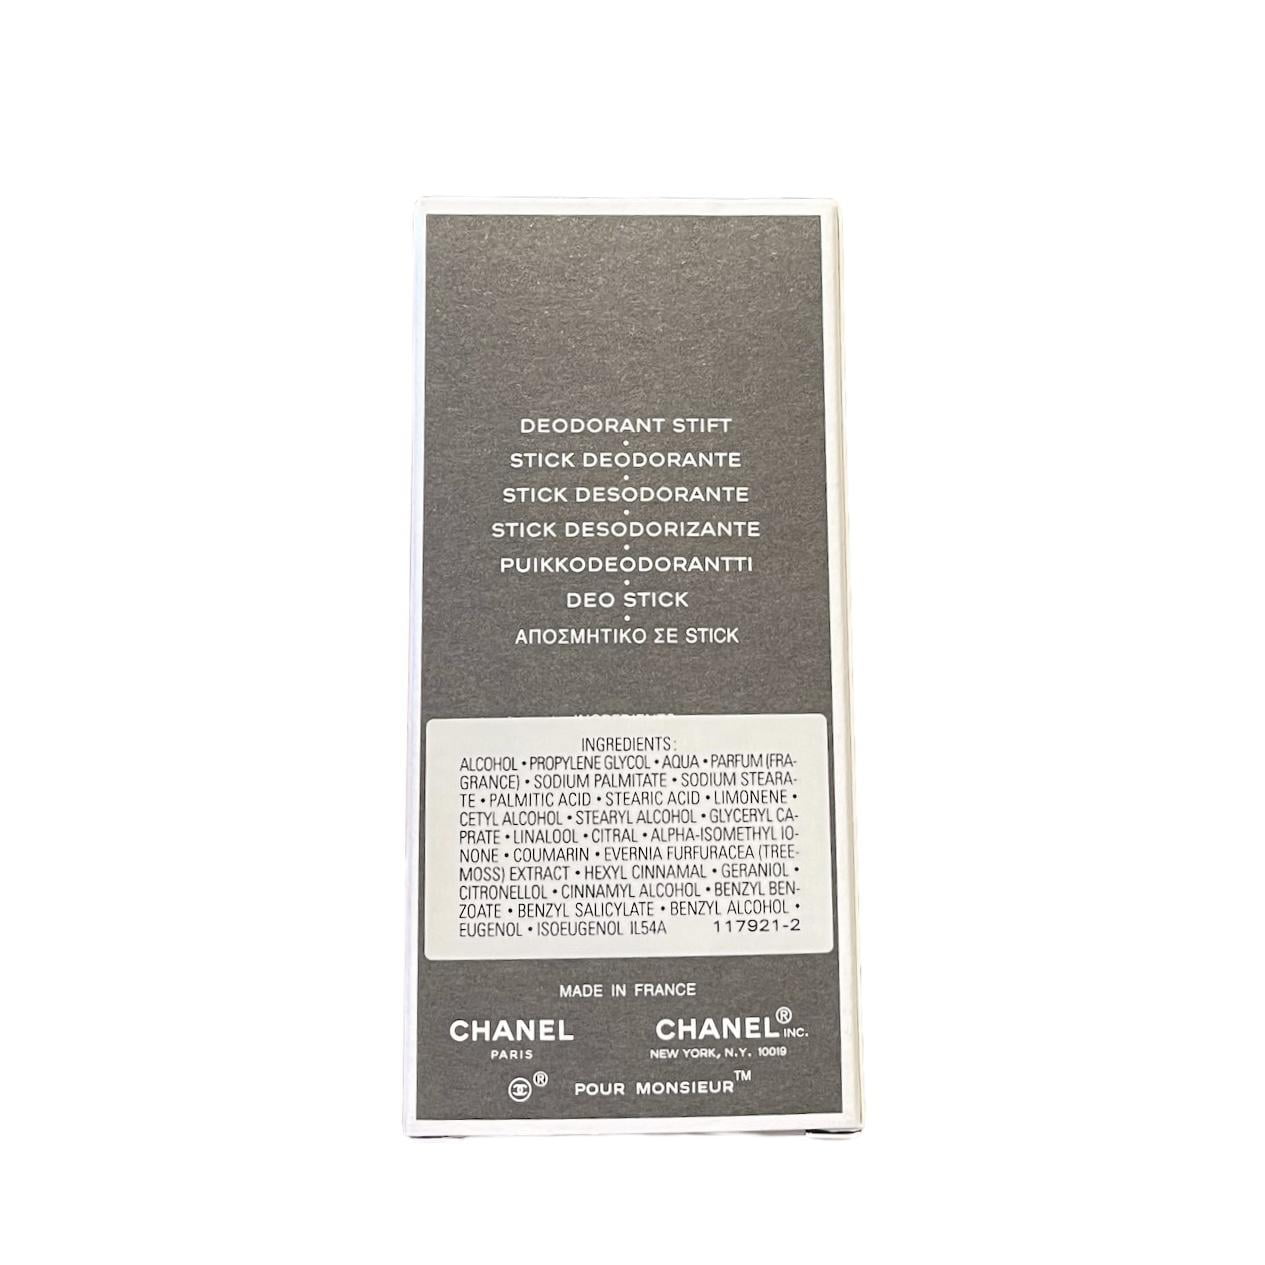 DEODORANT STIFT
•
STICK DEODORANTE
•
STICK DESODORANTE
•
STICK DESODORIZANTE
•
PUIKKODEODORANTTI
•
DEO STICK
•
ΑΠΟΣΜΗΤΙΚΟ ΣΕ STICK
INGREDIENTS:
ALCOHOL • PROPYLENE GLYCOL • AQUA • PARFUM (FRA-
GRANCE) • SODIUM PALMITATE • SODIUM STEARA-
TE • PALMITIC ACID • STEARIC ACID • LIMONENE •
CETYL ALCOHOL • STEARYL ALCOHOL • GLYCERYL CA-
PRATE • LINALOOL • CITRAL • ALPHA-ISOMETHYL IO-
NONE • COUMARIN • EVERNIA FURFURACEA (TREE-
MOSS) EXTRACT • HEXYL CINNAMAL • GERANIOL •
CITRONELLOL • CINNAMYL ALCOHOL • BENZYL BEN-
ZOATE • BENZYL SALICYLATE • BENZYL ALCOHOL •
EUGENOL • ISOEUGENOL IL54A 117921-2
MADE IN FRANCE
CHANEL CHANEL® INC.
PARIS NEW YORK, N.Y. 10019
® POUR MONSIEUR™